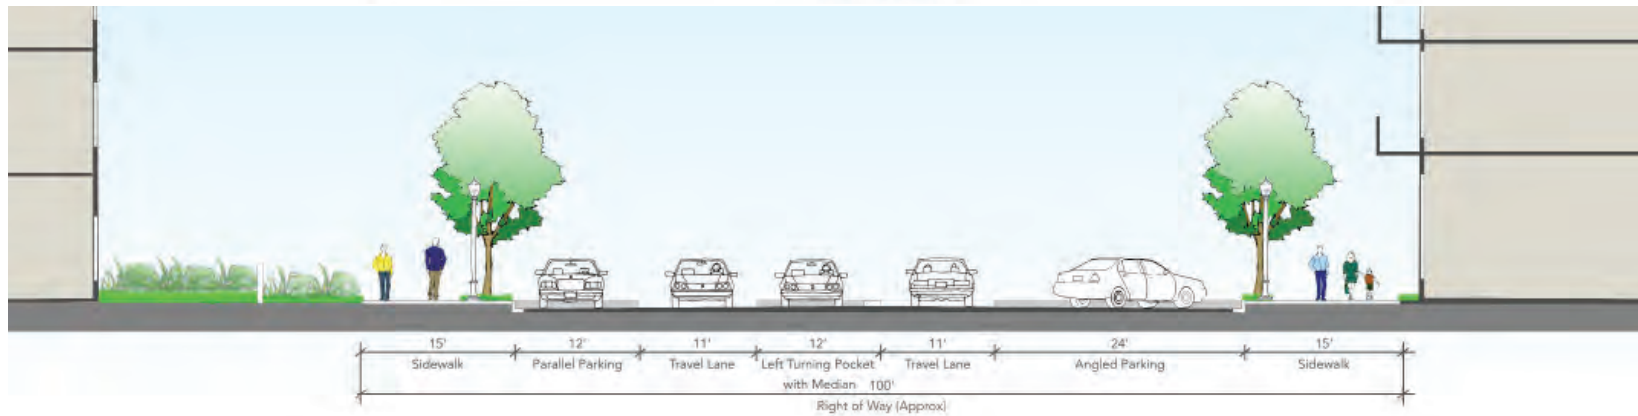 15' 12' 11' 12' 11' 24' 15'
Sidewalk Parallel Parking Travel Lane Left Turning Pocket Travel Lane Angled Parking Sidewalk
with Median 100'
Right of Way (Approx)